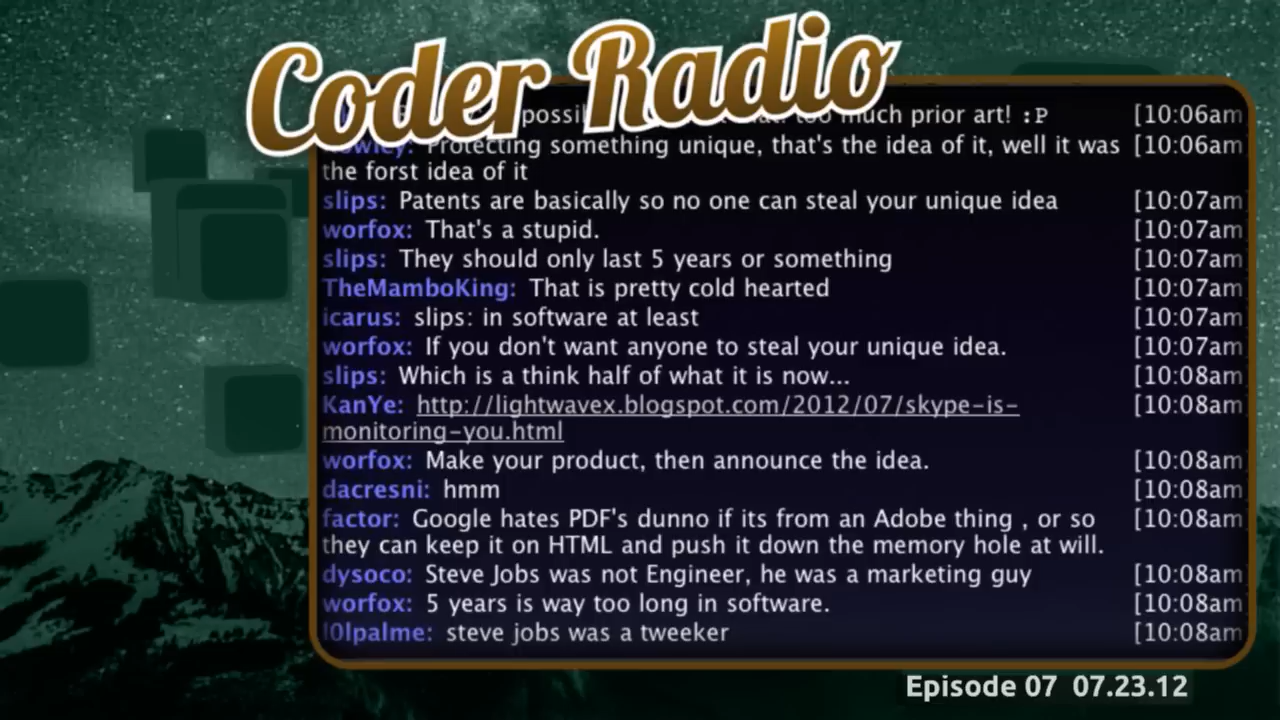 Coder Radio
much prior art! :P [10:06am
Protecting something unique, that's the idea of it, well it was [10:06am
the forst idea of it
slips: Patents are basically so no one can steal your unique idea [10:07am
worfox: That's a stupid. [10:07am
slips: They should only last 5 years or something [10:07am
TheMamboKing: That is pretty cold hearted [10:07am
icarus: slips: in software at least [10:07am
worfox: If you don't want anyone to steal your unique idea. [10:07am
slips: Which is a think half of what it is now... [10:08am
KanYe: http://lightwavex.blogspot.com/2012/07/skype-is- [10:08am
monitoring-you.html
worfox: Make your product, then announce the idea. [10:08am
dacresni: hmm [10:08am
factor: Google hates PDF's dunno if its from an Adobe thing , or so [10:08am
they can keep it on HTML and push it down the memory hole at will.
dysoco: Steve Jobs was not Engineer, he was a marketing guy [10:08am
worfox: 5 years is way too long in software. [10:08am
l0lpalme: steve jobs was a tweeker [10:08am
Episode 07 07.23.12